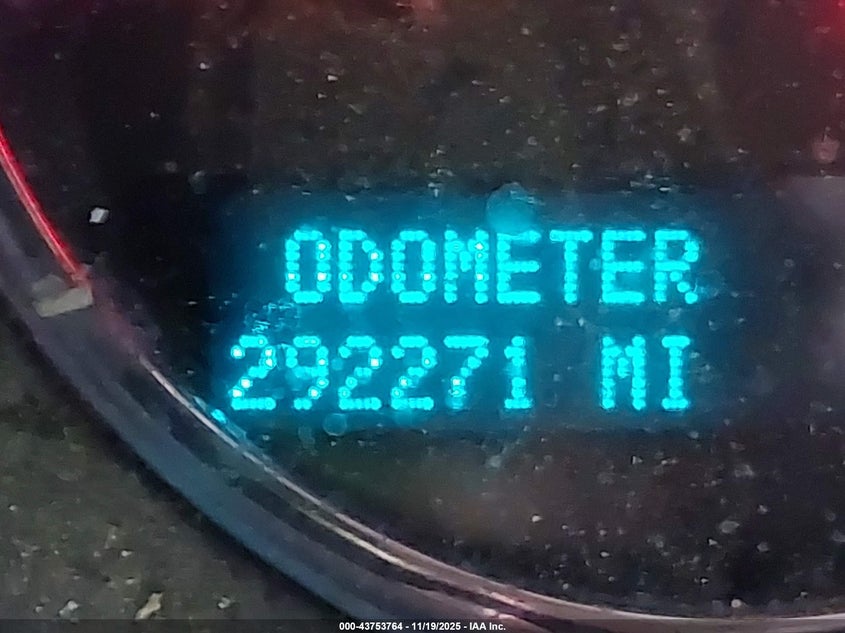 ODOMETER
292271 MI
000-43753764 - 11/19/2025 - IAA Inc.